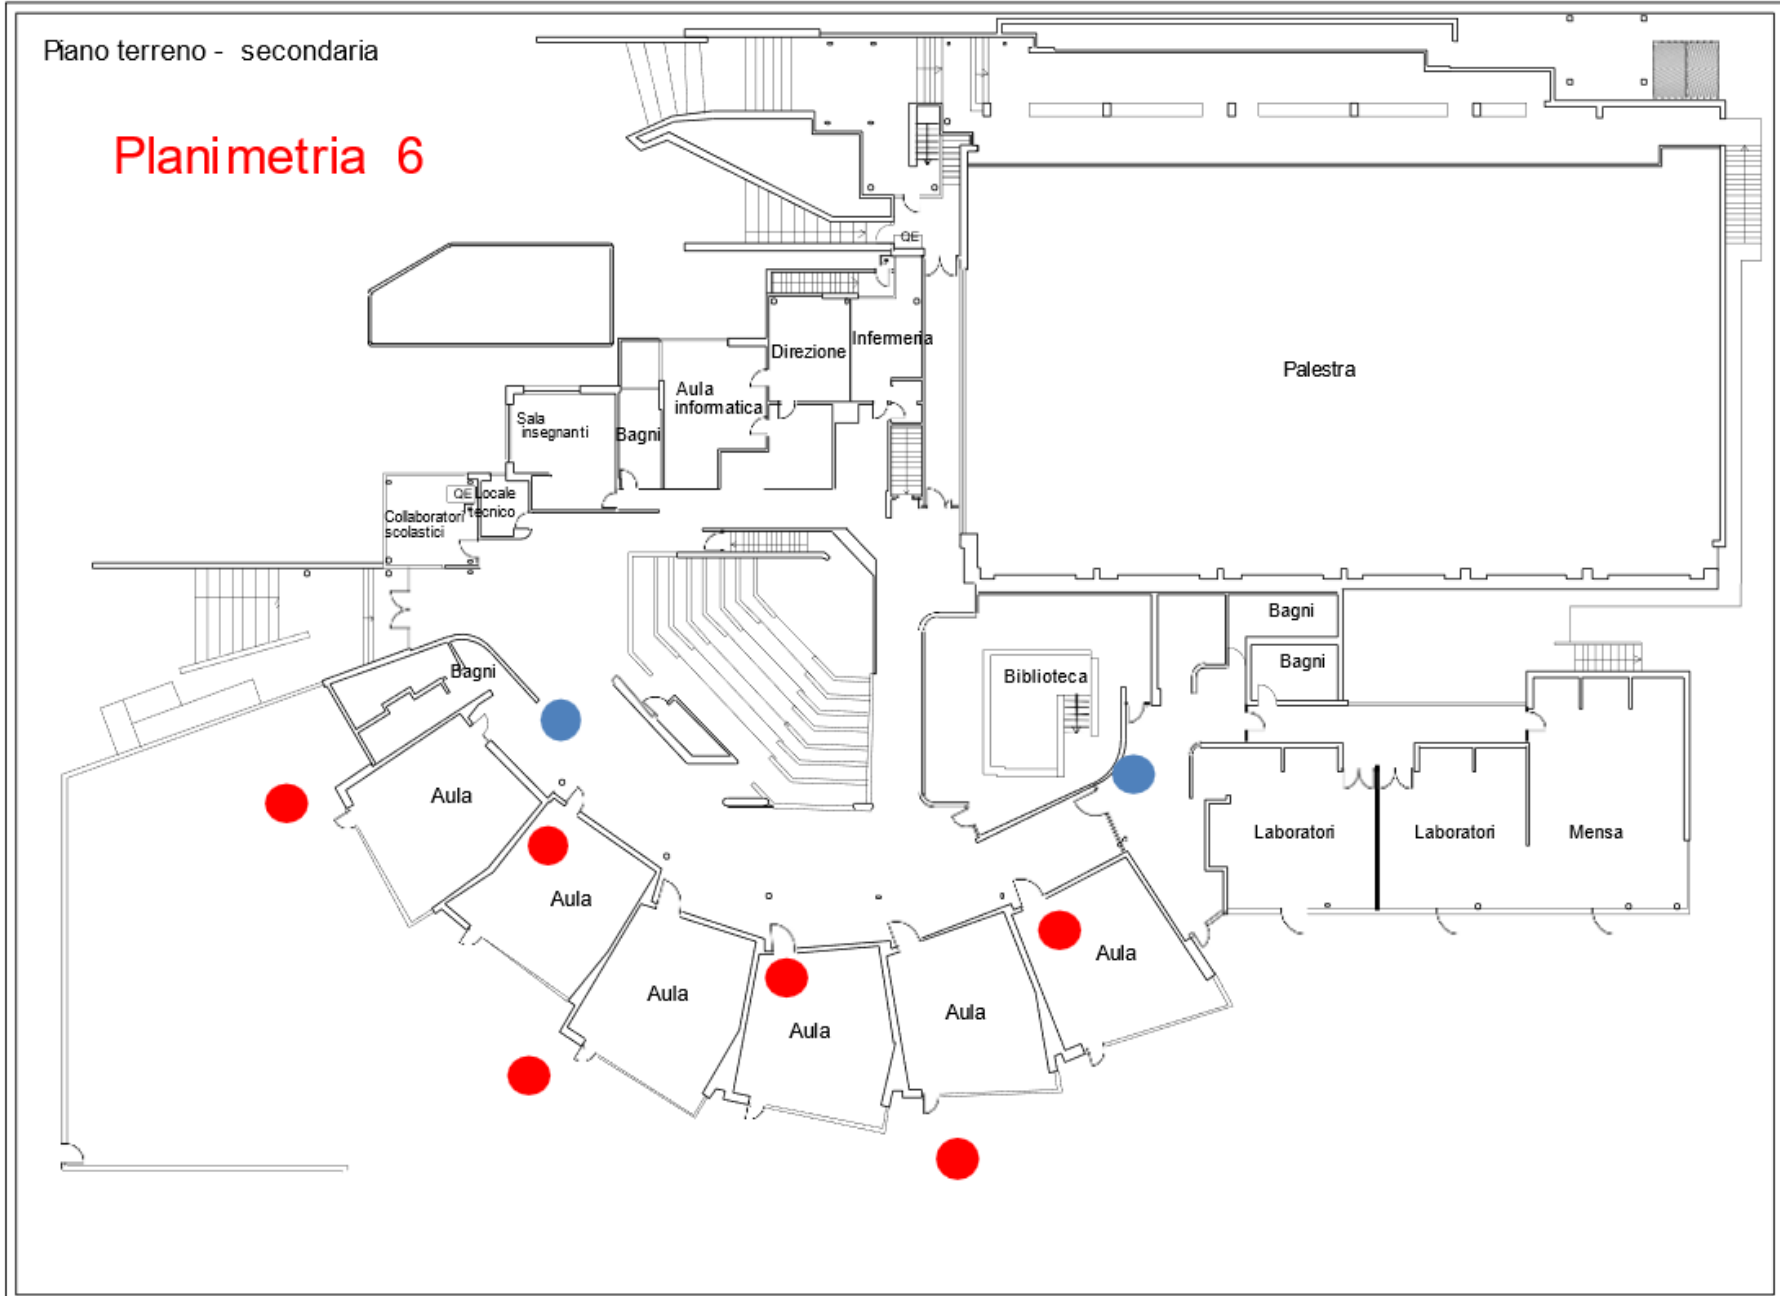 Piano terreno - secondaria
Planimetria 6
QE
Infermeria
Direzione
Palestra
Aula
informatica
Sala
insegnanti
Bagni
QE
Locale
tecnico
Collaboratori
scolastici
Bagni
Bagni
Bagni
Biblioteca
Aula
Laboratori
Laboratori
Mensa
Aula
Aula
Aula
Aula
Aula